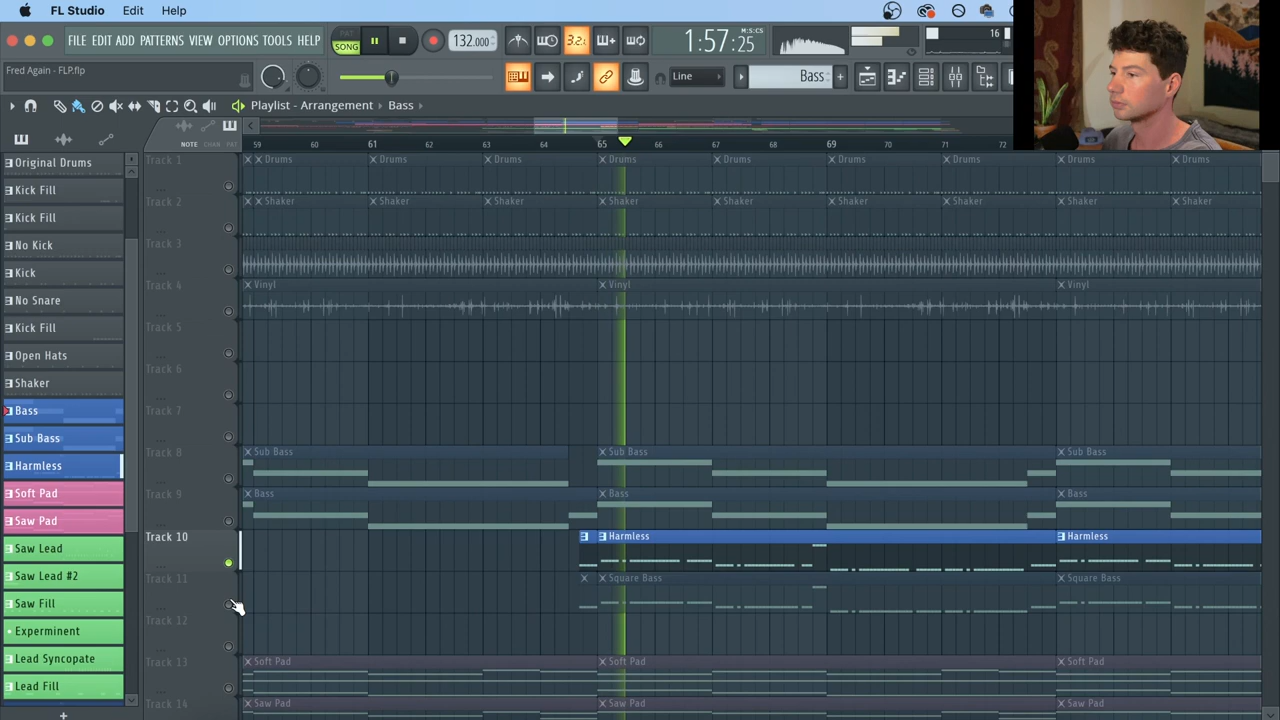 FL Studio Edit Help
FILE EDIT ADD PATTERNS VIEW OPTIONS TOOLS HELP
PAT
SONG
132.000
3.2.
1:57:25
M:S:CS
16
Fred Again - FLP.flp
Line
Bass
Playlist - Arrangement Bass
NOTE CHAN PAT
59 60 61 62 63 64 65 66 67 68 69 70 71 72
Original Drums
Kick Fill
Kick Fill
No Kick
Kick
No Snare
Kick Fill
Open Hats
Shaker
Bass
Sub Bass
Harmless
Soft Pad
Saw Pad
Saw Lead
Saw Lead #2
Saw Fill
Experminent
Lead Syncopate
Lead Fill
Track 1
Drums Drums Drums Drums Drums Drums Drums Drums Drums
Track 2
Shaker Shaker Shaker Shaker Shaker Shaker Shaker Shaker Shaker
Track 3
Track 4
Vinyl Vinyl Vinyl
Track 5
Track 6
Track 7
Track 8
Sub Bass Sub Bass Sub Bass
Track 9
Bass Bass Bass
Track 10
Harmless Harmless
Track 11
Square Bass Square Bass
Track 12
Track 13
Soft Pad Soft Pad Soft Pad
Track 14
Saw Pad Saw Pad Saw Pad